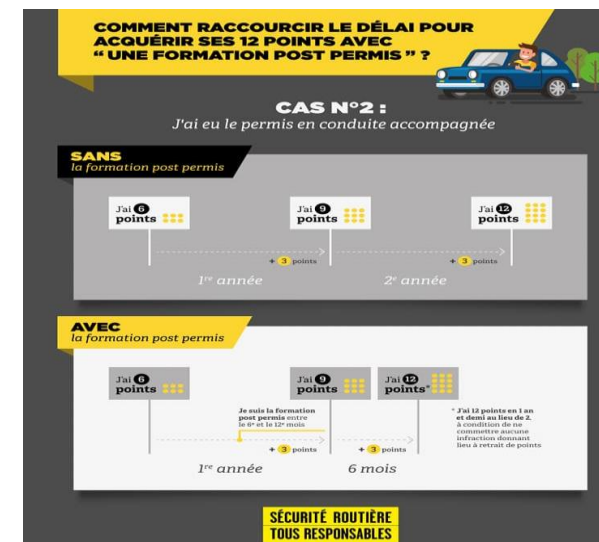 COMMENT RACCOURCIR LE DÉLAI POUR
ACQUÉRIR SES 12 POINTS AVEC
“ UNE FORMATION POST PERMIS ” ?
CAS N°2 :
J'ai eu le permis en conduite accompagnée
SANS
la formation post permis
J'ai 6
points
J'ai 9
points
J'ai 12
points
+ 3 points
+ 3 points
1re année
2e année
AVEC
la formation post permis
J'ai 6
points
J'ai 9
points
J'ai 12
points*
Je suis la formation
post permis entre
le 6e et le 12e mois
* J'ai 12 points en 1 an
et demi au lieu de 2,
à condition de ne
commettre aucune
infraction donnant
lieu à retrait de points
+ 3 points
+ 3 points
1re année
6 mois
SÉCURITÉ ROUTIÈRE
TOUS RESPONSABLES